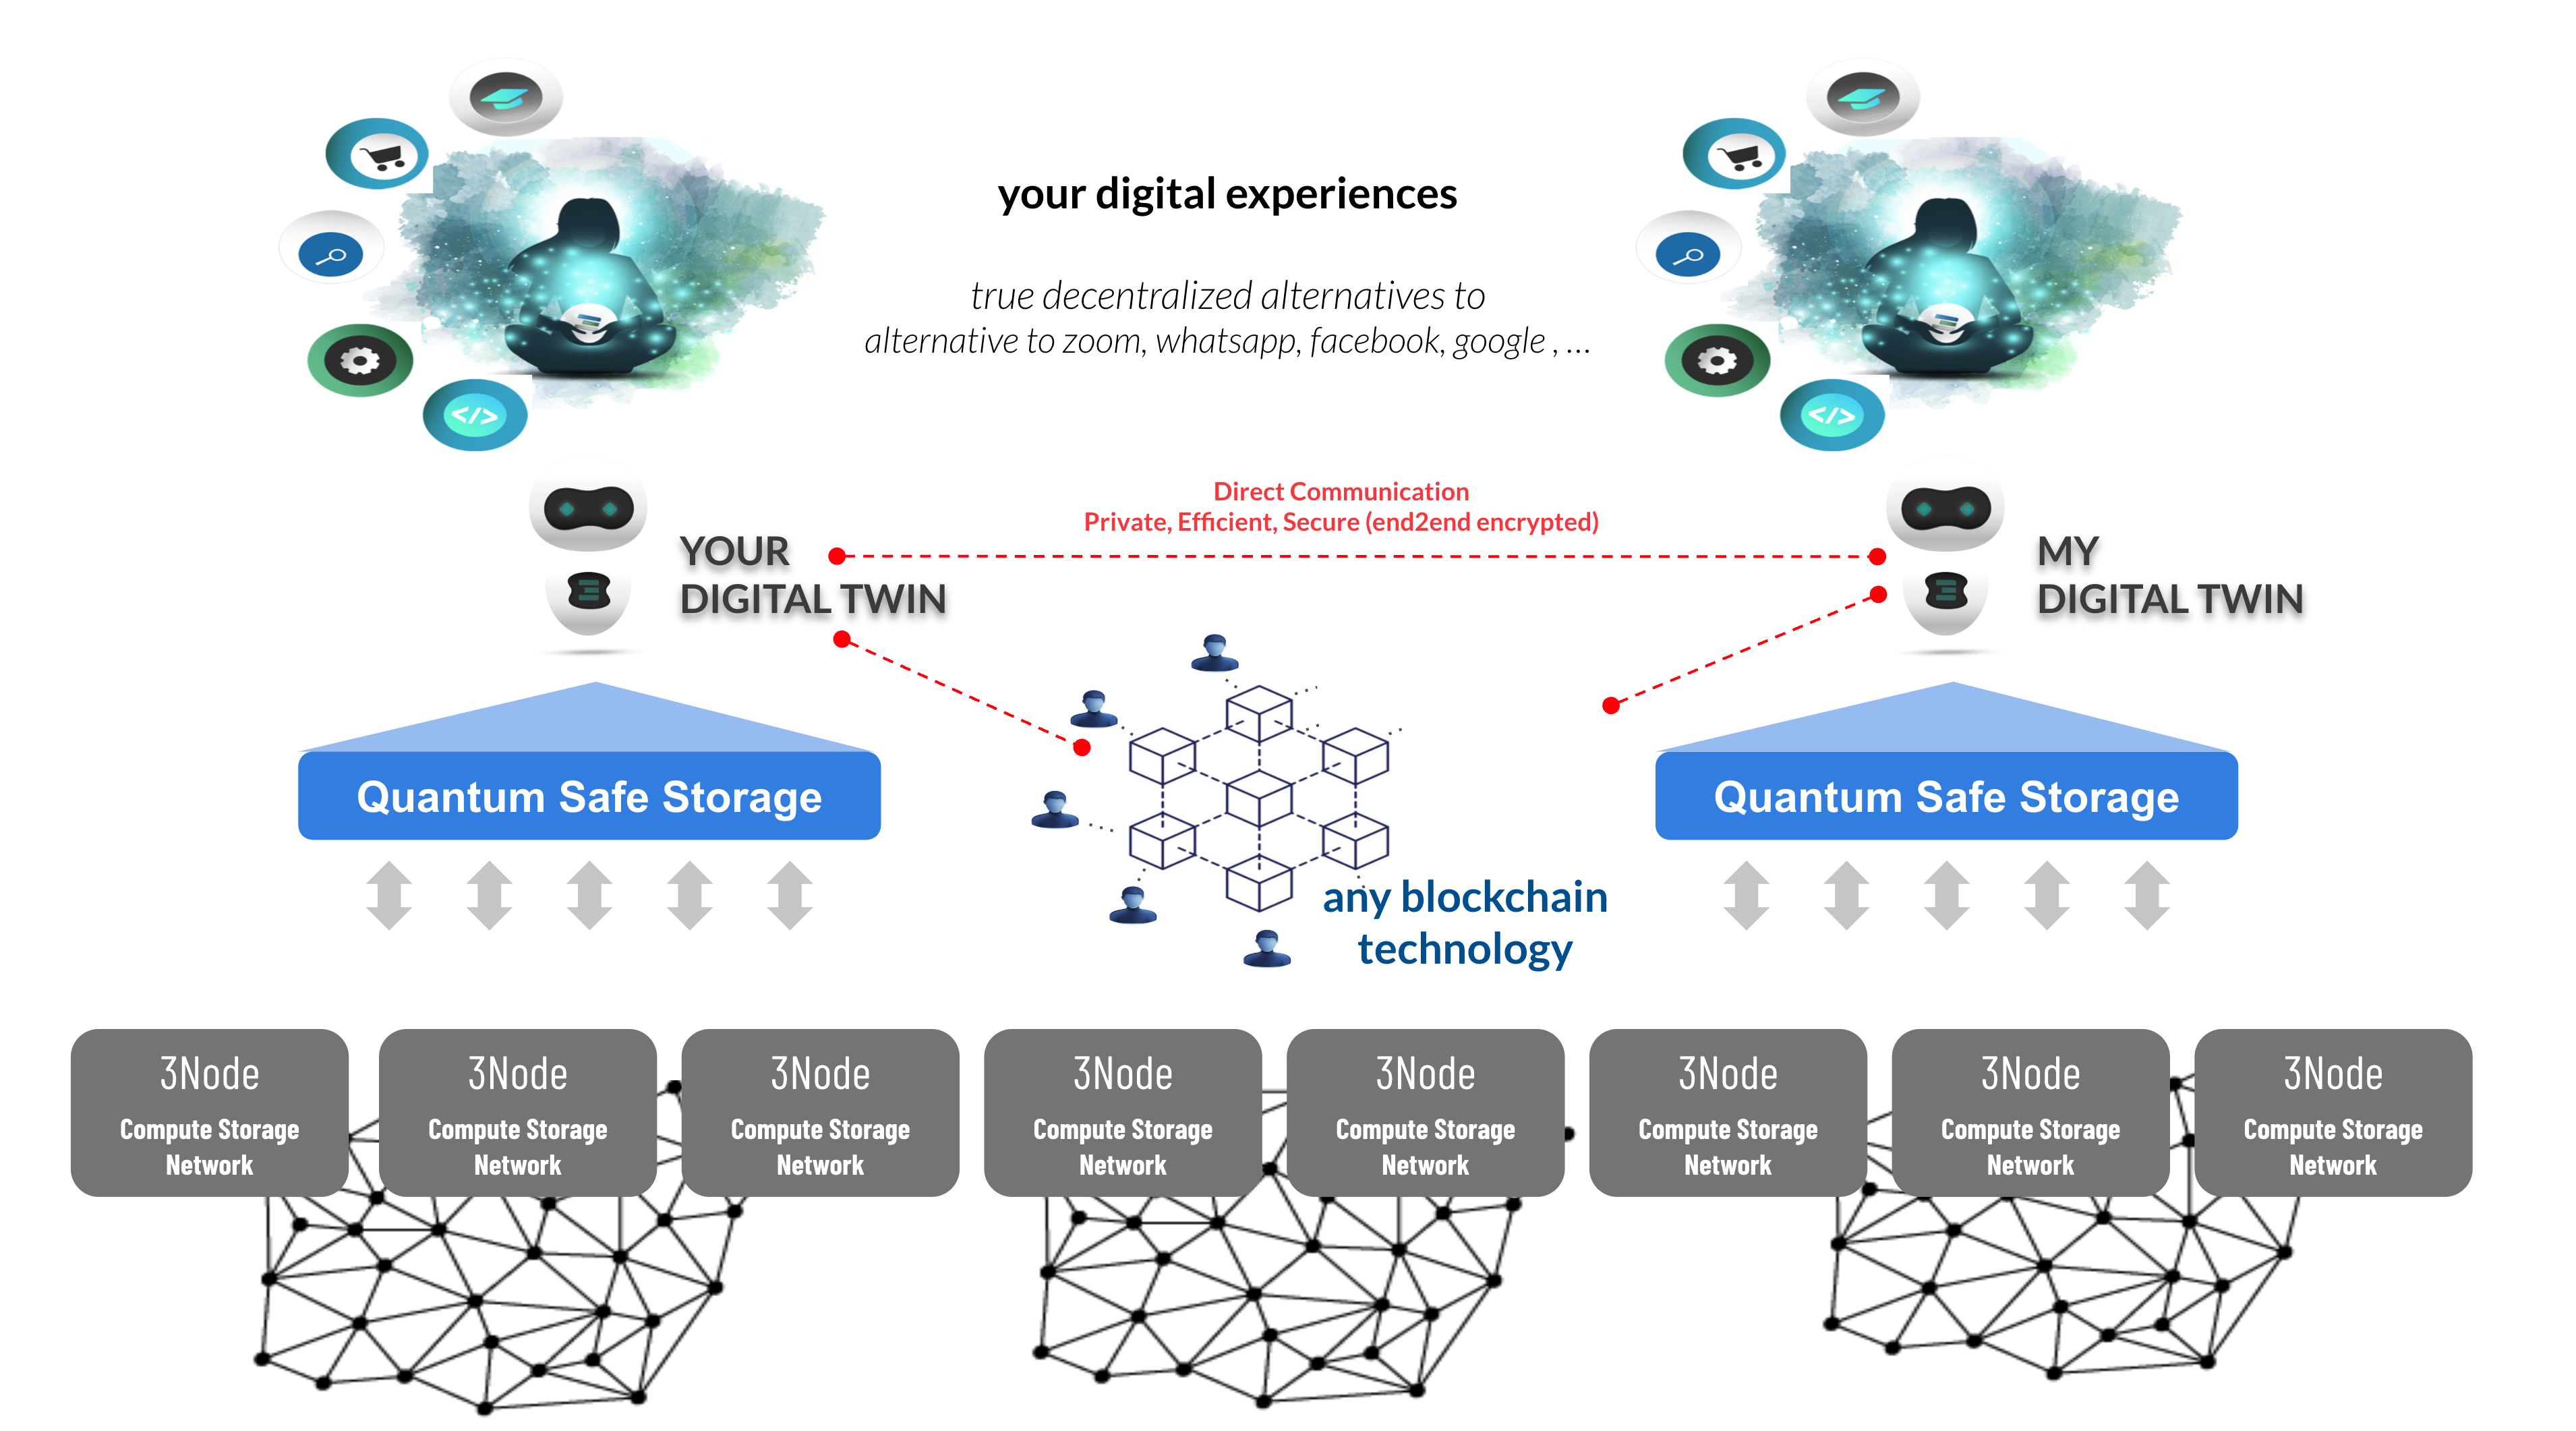 your digital experiences
true decentralized alternatives to
alternative to zoom, whatsapp, facebook, google , ...
Direct Communication
Private, Efficient, Secure (end2end encrypted)
YOUR
DIGITAL TWIN
MY
DIGITAL TWIN
Quantum Safe Storage
Quantum Safe Storage
any blockchain
technology
3Node
Compute Storage
Network
3Node
Compute Storage
Network
3Node
Compute Storage
Network
3Node
Compute Storage
Network
3Node
Compute Storage
Network
3Node
Compute Storage
Network
3Node
Compute Storage
Network
3Node
Compute Storage
Network